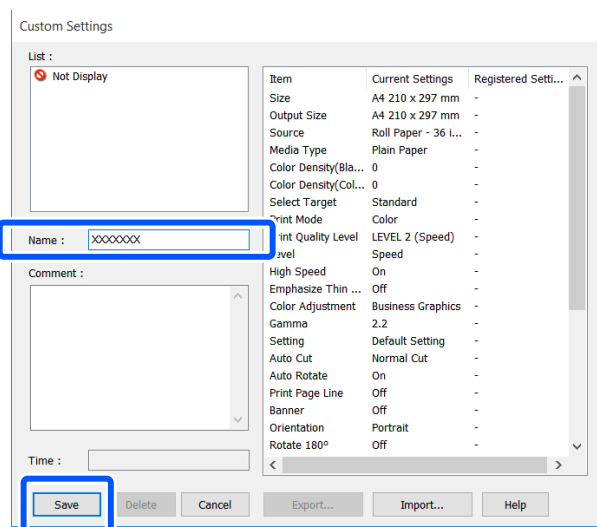 Custom Settings
List :
Not Display
Name : XXXXXXX
Comment :
Time :
Item Current Settings Registered Setti...
Size A4 210 x 297 mm -
Output Size A4 210 x 297 mm -
Source Roll Paper - 36 i... -
Media Type Plain Paper -
Color Density(Bla... 0 -
Color Density(Col... 0 -
Select Target Standard -
Print Mode Color -
Print Quality Level LEVEL 2 (Speed) -
Level Speed -
High Speed On -
Emphasize Thin ... Off -
Color Adjustment Business Graphics -
Gamma 2.2 -
Setting Default Setting -
Auto Cut Normal Cut -
Auto Rotate On -
Print Page Line Off -
Banner Off -
Orientation Portrait -
Rotate 180° Off -
Save Delete Cancel Export... Import... Help